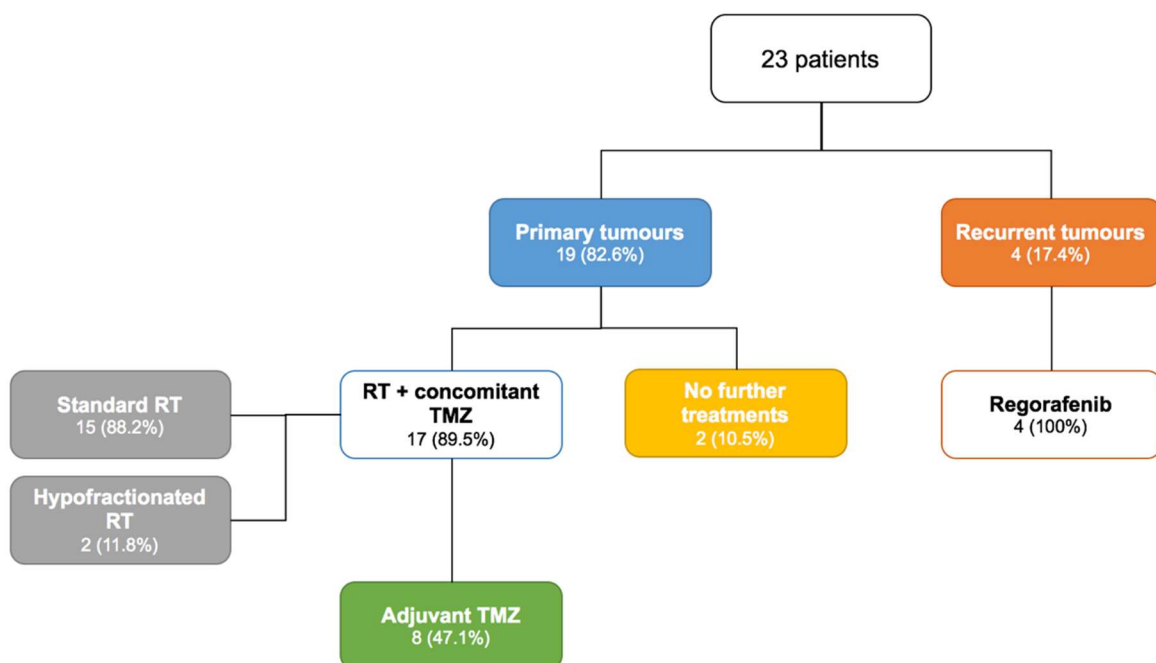 23 patients
Primary tumours
19 (82.6%)
Recurrent tumours
4 (17.4%)
Standard RT
15 (88.2%)
RT + concomitant
TMZ
17 (89.5%)
No further
treatments
2 (10.5%)
Regorafenib
4 (100%)
Hypofractionated
RT
2 (11.8%)
Adjuvant TMZ
8 (47.1%)